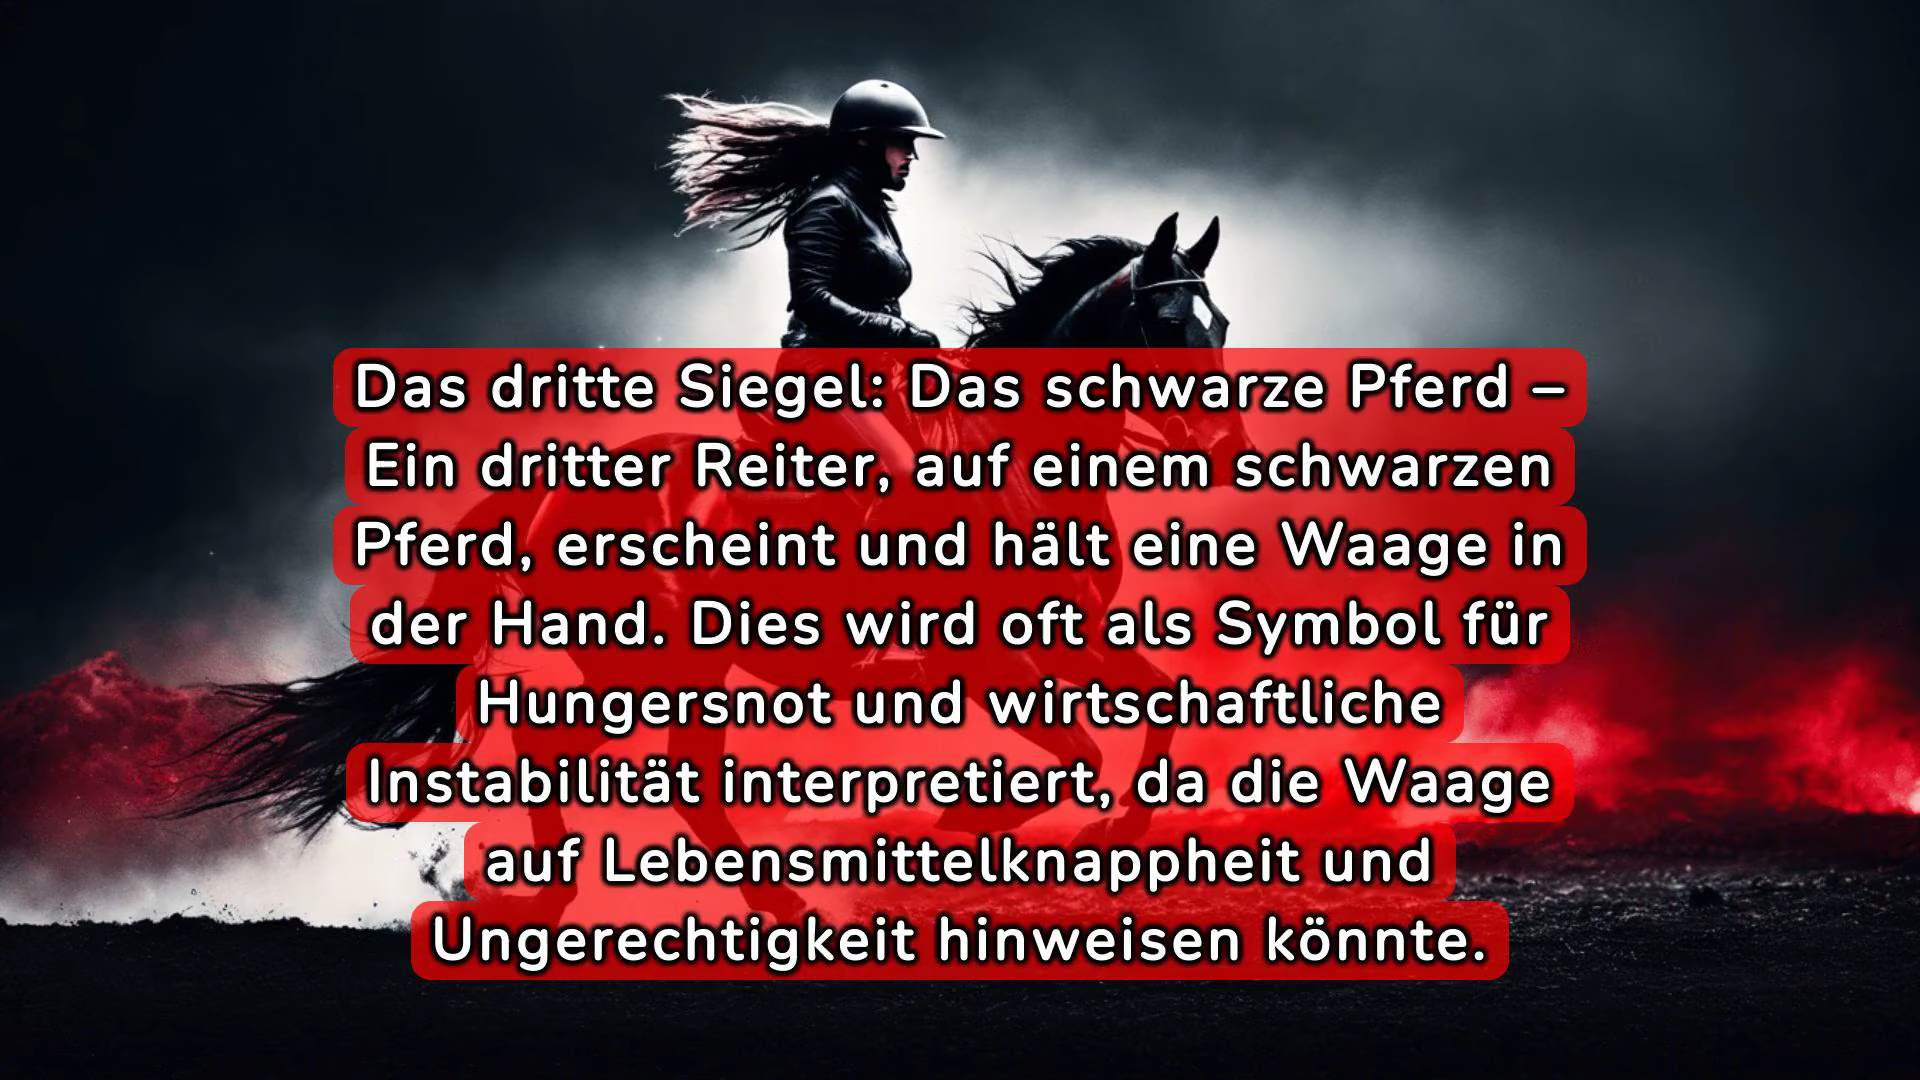 Das dritte Siegel: Das schwarze Pferd –
Ein dritter Reiter, auf einem schwarzen
Pferd, erscheint und hält eine Waage in
der Hand. Dies wird oft als Symbol für
Hungersnot und wirtschaftliche
Instabilität interpretiert, da die Waage
auf Lebensmittelknappheit und
Ungerechtigkeit hinweisen könnte.